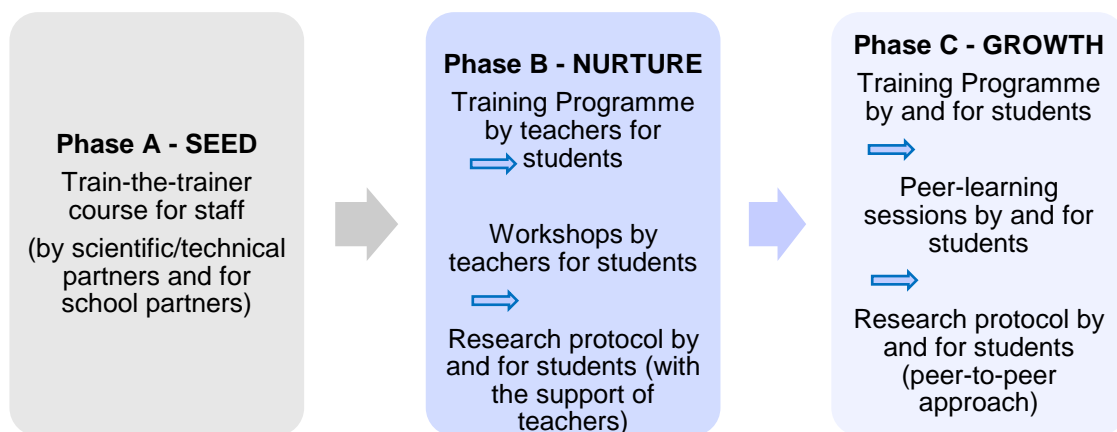 Phase A - SEED
Train-the-trainer
course for staff
(by scientific/technical
partners and for
school partners)
Phase B - NURTURE
Training Programme
by teachers for
students
Workshops by
teachers for students
Research protocol by
and for students (with
the support of
teachers)
Phase C - GROWTH
Training Programme
by and for students
Peer-learning
sessions by and for
students
Research protocol by
and for students
(peer-to-peer
approach)